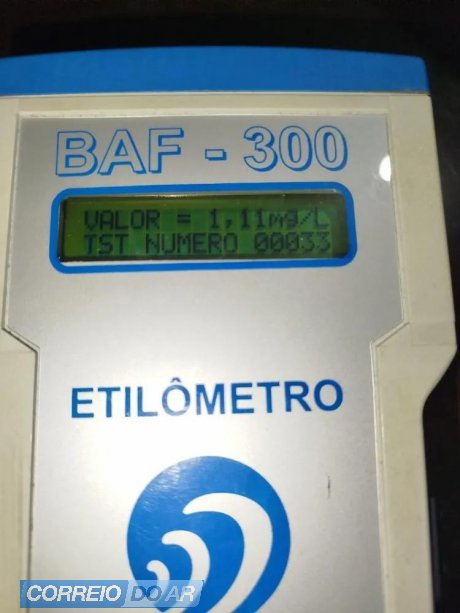 BAF - 300
VALOR = 1,11mg/L
TST NUMERO 00033
ETILÔMETRO
CORREIO DO AR